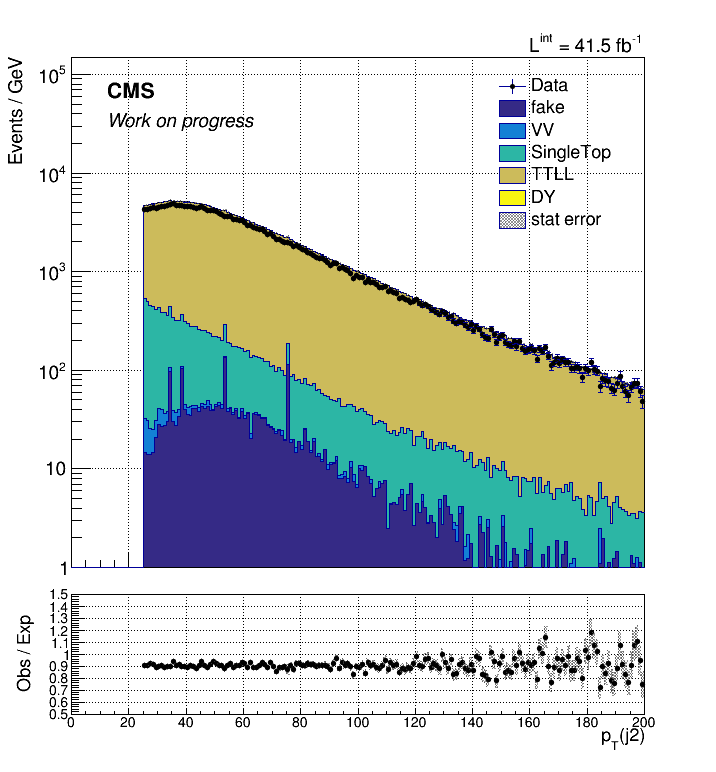 L^int = 41.5 fb^-1
Events / GeV
CMS
Work on progress
Data
fake
VV
SingleTop
TTLL
DY
stat error
10^5
10^4
10^3
10^2
10
1
Obs / Exp
1.5
1.4
1.3
1.2
1.1
1
0.9
0.8
0.7
0.6
0.5
0 20 40 60 80 100 120 140 160 180 200
p_T(j2)